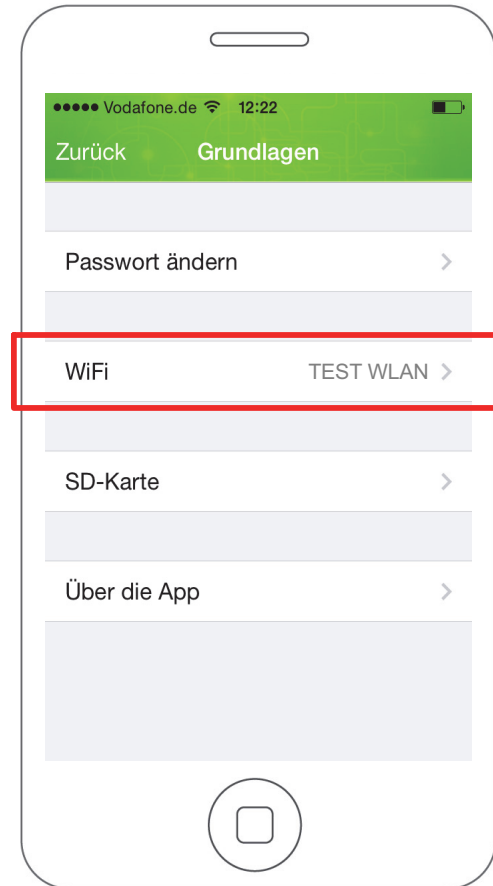 Vodafone.de 12:22
Zurück Grundlagen
Passwort ändern
WiFi TEST WLAN
SD-Karte
Über die App